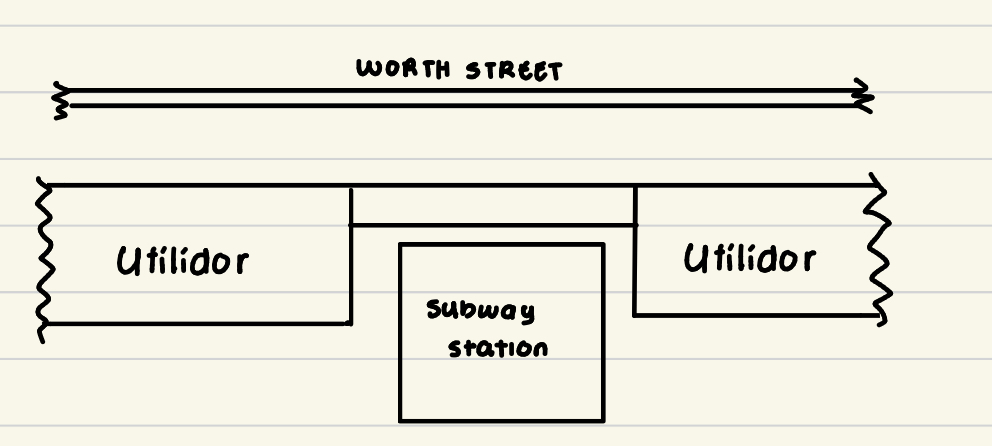 WORTH STREET
Utilidor
Utilidor
Subway
station